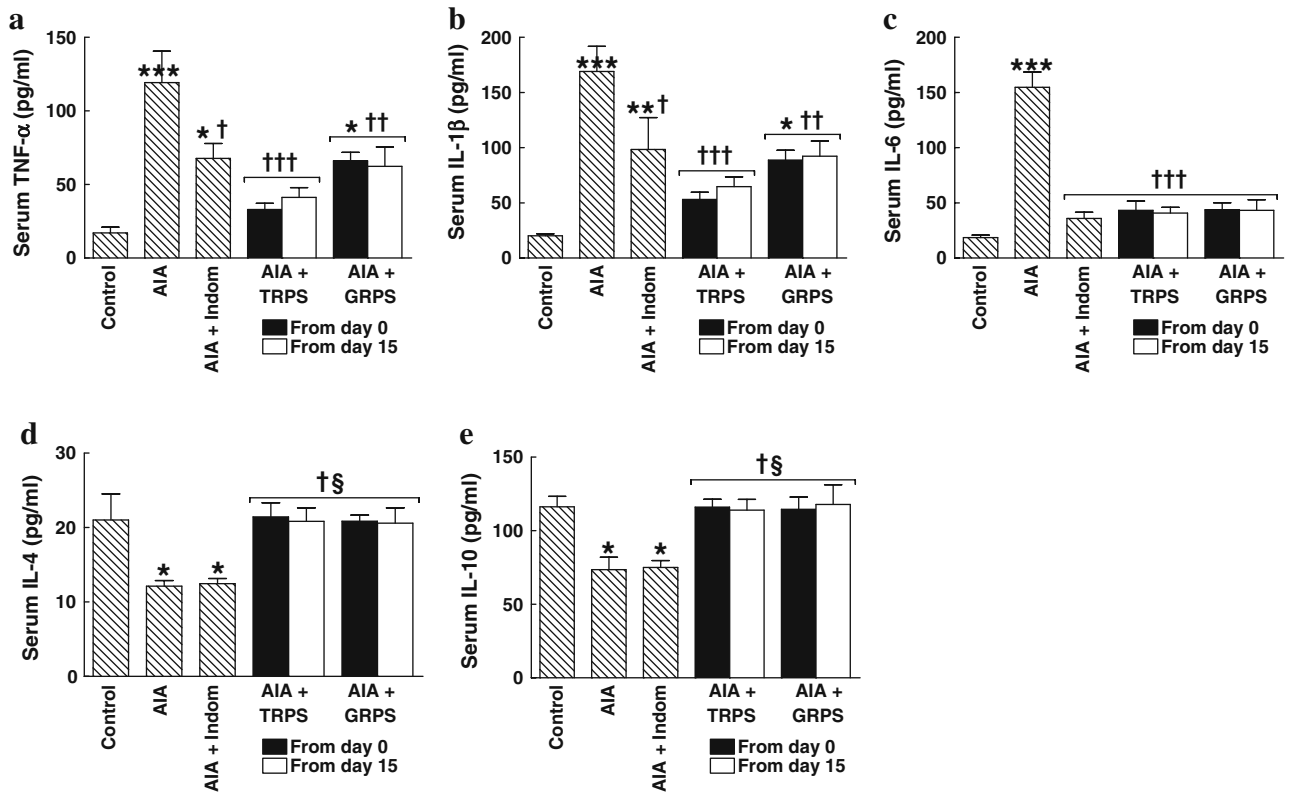 a
Serum TNF-α (pg/ml)
150
100
50
0
***
* †
†††
* ††
Control
AIA
AIA + Indom
AIA +
TRPS
AIA +
GRPS
From day 0
From day 15
b
Serum IL-1β (pg/ml)
200
150
100
50
0
***
**†
†††
* ††
Control
AIA
AIA + Indom
AIA +
TRPS
AIA +
GRPS
From day 0
From day 15
c
Serum IL-6 (pg/ml)
200
150
100
50
0
***
†††
Control
AIA
AIA + Indom
AIA +
TRPS
AIA +
GRPS
From day 0
From day 15
d
Serum IL-4 (pg/ml)
30
20
10
0
*
*
†§
Control
AIA
AIA + Indom
AIA +
TRPS
AIA +
GRPS
From day 0
From day 15
e
Serum IL-10 (pg/ml)
150
100
50
0
*
*
†§
Control
AIA
AIA + Indom
AIA +
TRPS
AIA +
GRPS
From day 0
From day 15